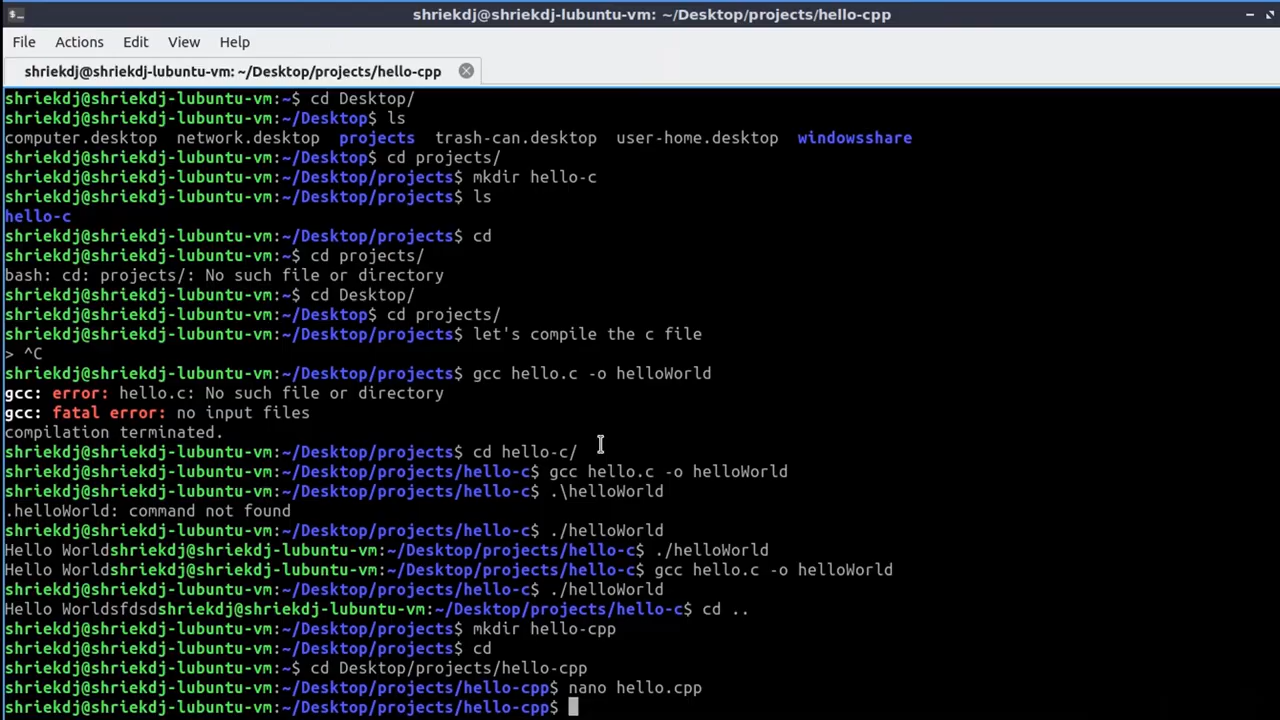 shriekdj@shriekdj-lubuntu-vm: ~/Desktop/projects/hello-cpp
File Actions Edit View Help
shriekdj@shriekdj-lubuntu-vm: ~/Desktop/projects/hello-cpp
shriekdj@shriekdj-lubuntu-vm:~$ cd Desktop/
shriekdj@shriekdj-lubuntu-vm:~/Desktop$ ls
computer.desktop network.desktop projects trash-can.desktop user-home.desktop windowsshare
shriekdj@shriekdj-lubuntu-vm:~/Desktop$ cd projects/
shriekdj@shriekdj-lubuntu-vm:~/Desktop/projects$ mkdir hello-c
shriekdj@shriekdj-lubuntu-vm:~/Desktop/projects$ ls
hello-c
shriekdj@shriekdj-lubuntu-vm:~/Desktop/projects$ cd
shriekdj@shriekdj-lubuntu-vm:~$ cd projects/
bash: cd: projects/: No such file or directory
shriekdj@shriekdj-lubuntu-vm:~$ cd Desktop/
shriekdj@shriekdj-lubuntu-vm:~/Desktop$ cd projects/
shriekdj@shriekdj-lubuntu-vm:~/Desktop/projects$ let's compile the c file
> ^C
shriekdj@shriekdj-lubuntu-vm:~/Desktop/projects$ gcc hello.c -o helloWorld
gcc: error: hello.c: No such file or directory
gcc: fatal error: no input files
compilation terminated.
shriekdj@shriekdj-lubuntu-vm:~/Desktop/projects$ cd hello-c/
shriekdj@shriekdj-lubuntu-vm:~/Desktop/projects/hello-c$ gcc hello.c -o helloWorld
shriekdj@shriekdj-lubuntu-vm:~/Desktop/projects/hello-c$ .\helloWorld
.helloWorld: command not found
shriekdj@shriekdj-lubuntu-vm:~/Desktop/projects/hello-c$ ./helloWorld
Hello Worldshriekdj@shriekdj-lubuntu-vm:~/Desktop/projects/hello-c$ ./helloWorld
Hello Worldshriekdj@shriekdj-lubuntu-vm:~/Desktop/projects/hello-c$ gcc hello.c -o helloWorld
shriekdj@shriekdj-lubuntu-vm:~/Desktop/projects/hello-c$ ./helloWorld
Hello Worldsfdsdshriekdj@shriekdj-lubuntu-vm:~/Desktop/projects/hello-c$ cd ..
shriekdj@shriekdj-lubuntu-vm:~/Desktop/projects$ mkdir hello-cpp
shriekdj@shriekdj-lubuntu-vm:~/Desktop/projects$ cd
shriekdj@shriekdj-lubuntu-vm:~$ cd Desktop/projects/hello-cpp
shriekdj@shriekdj-lubuntu-vm:~/Desktop/projects/hello-cpp$ nano hello.cpp
shriekdj@shriekdj-lubuntu-vm:~/Desktop/projects/hello-cpp$